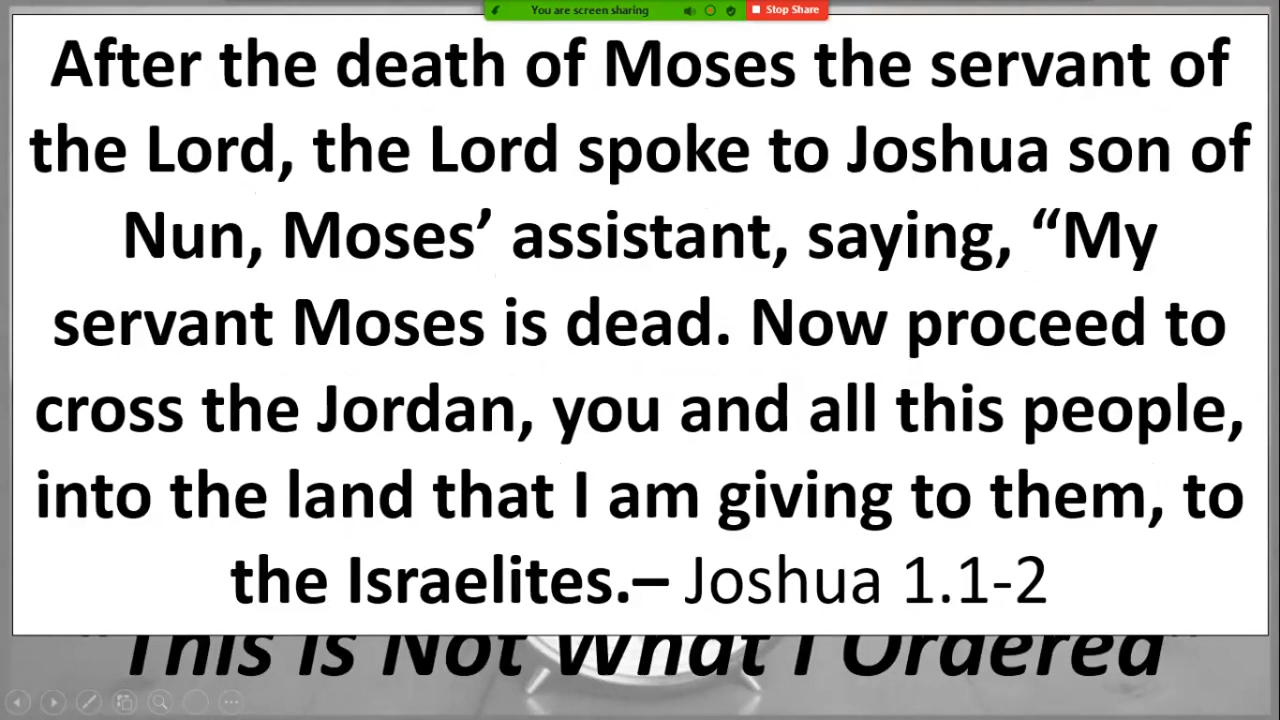 You are screen sharing
Stop Share
After the death of Moses the servant of
the Lord, the Lord spoke to Joshua son of
Nun, Moses’ assistant, saying, “My
servant Moses is dead. Now proceed to
cross the Jordan, you and all this people,
into the land that I am giving to them, to
the Israelites.– Joshua 1.1-2
“This Is Not What I Ordered”